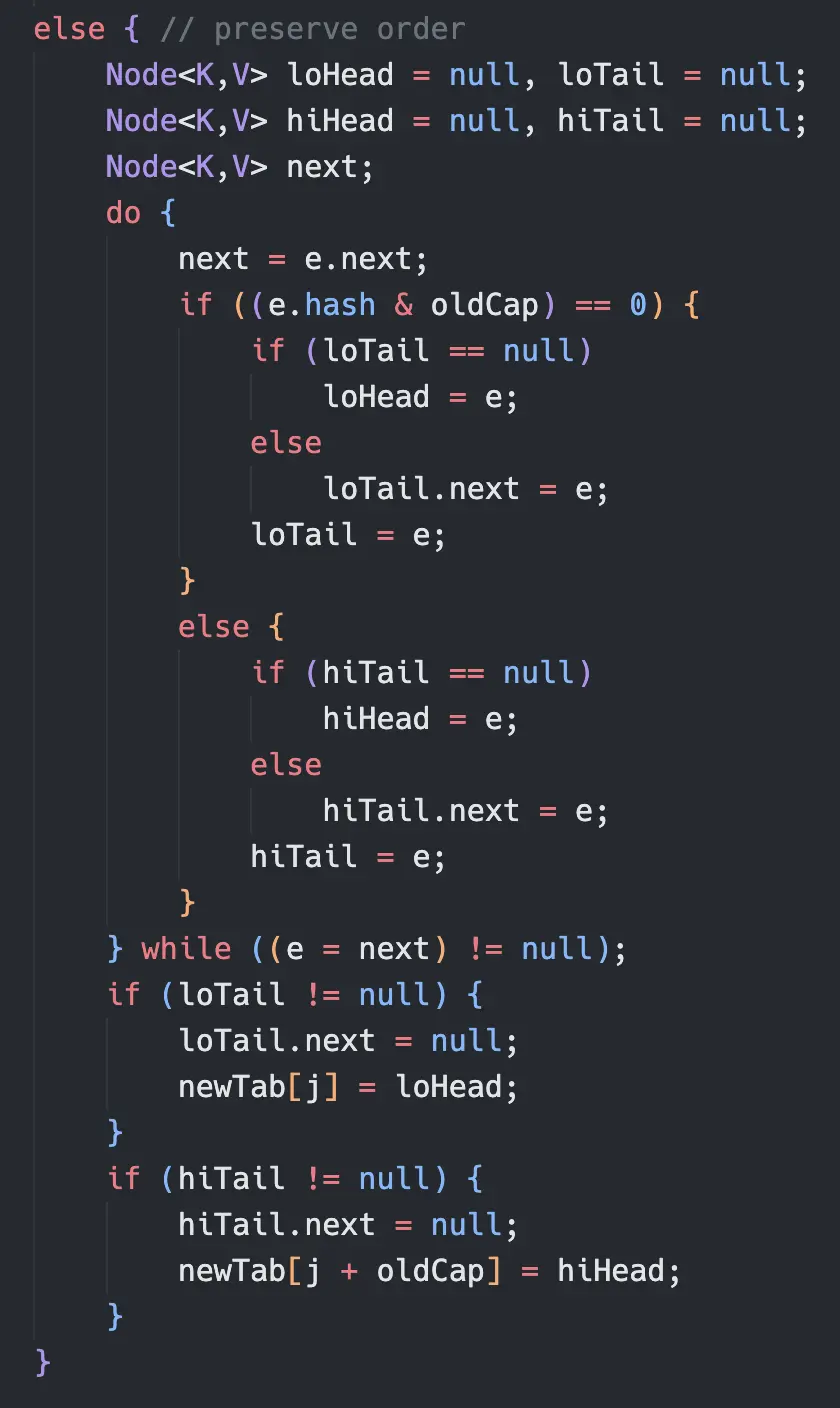 else { // preserve order
Node<K,V> loHead = null, loTail = null;
Node<K,V> hiHead = null, hiTail = null;
Node<K,V> next;
do {
next = e.next;
if ((e.hash & oldCap) == 0) {
if (loTail == null)
loHead = e;
else
loTail.next = e;
loTail = e;
}
else {
if (hiTail == null)
hiHead = e;
else
hiTail.next = e;
hiTail = e;
}
} while ((e = next) != null);
if (loTail != null) {
loTail.next = null;
newTab[j] = loHead;
}
if (hiTail != null) {
hiTail.next = null;
newTab[j + oldCap] = hiHead;
}
}